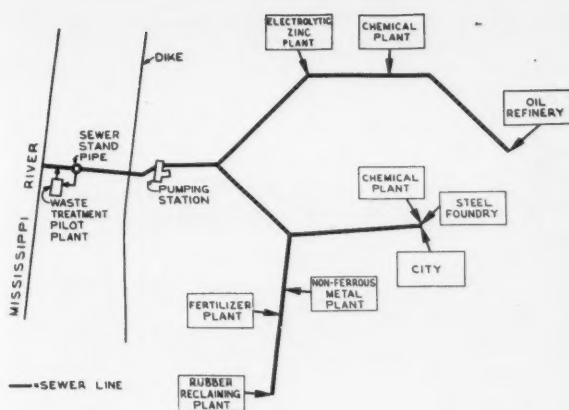 ELECTROLYTIC
ZINC
PLANT
CHEMICAL
PLANT
DIKE
OIL
REFINERY
SEWER
STAND
PIPE
PUMPING
STATION
WASTE
TREATMENT
PILOT
PLANT
MISSISSIPPI RIVER
CHEMICAL
PLANT
STEEL
FOUNDRY
CITY
NON-FERROUS
METAL
PLANT
FERTILIZER
PLANT
RUBBER
RECLAINING
PLANT
=SEWER LINE